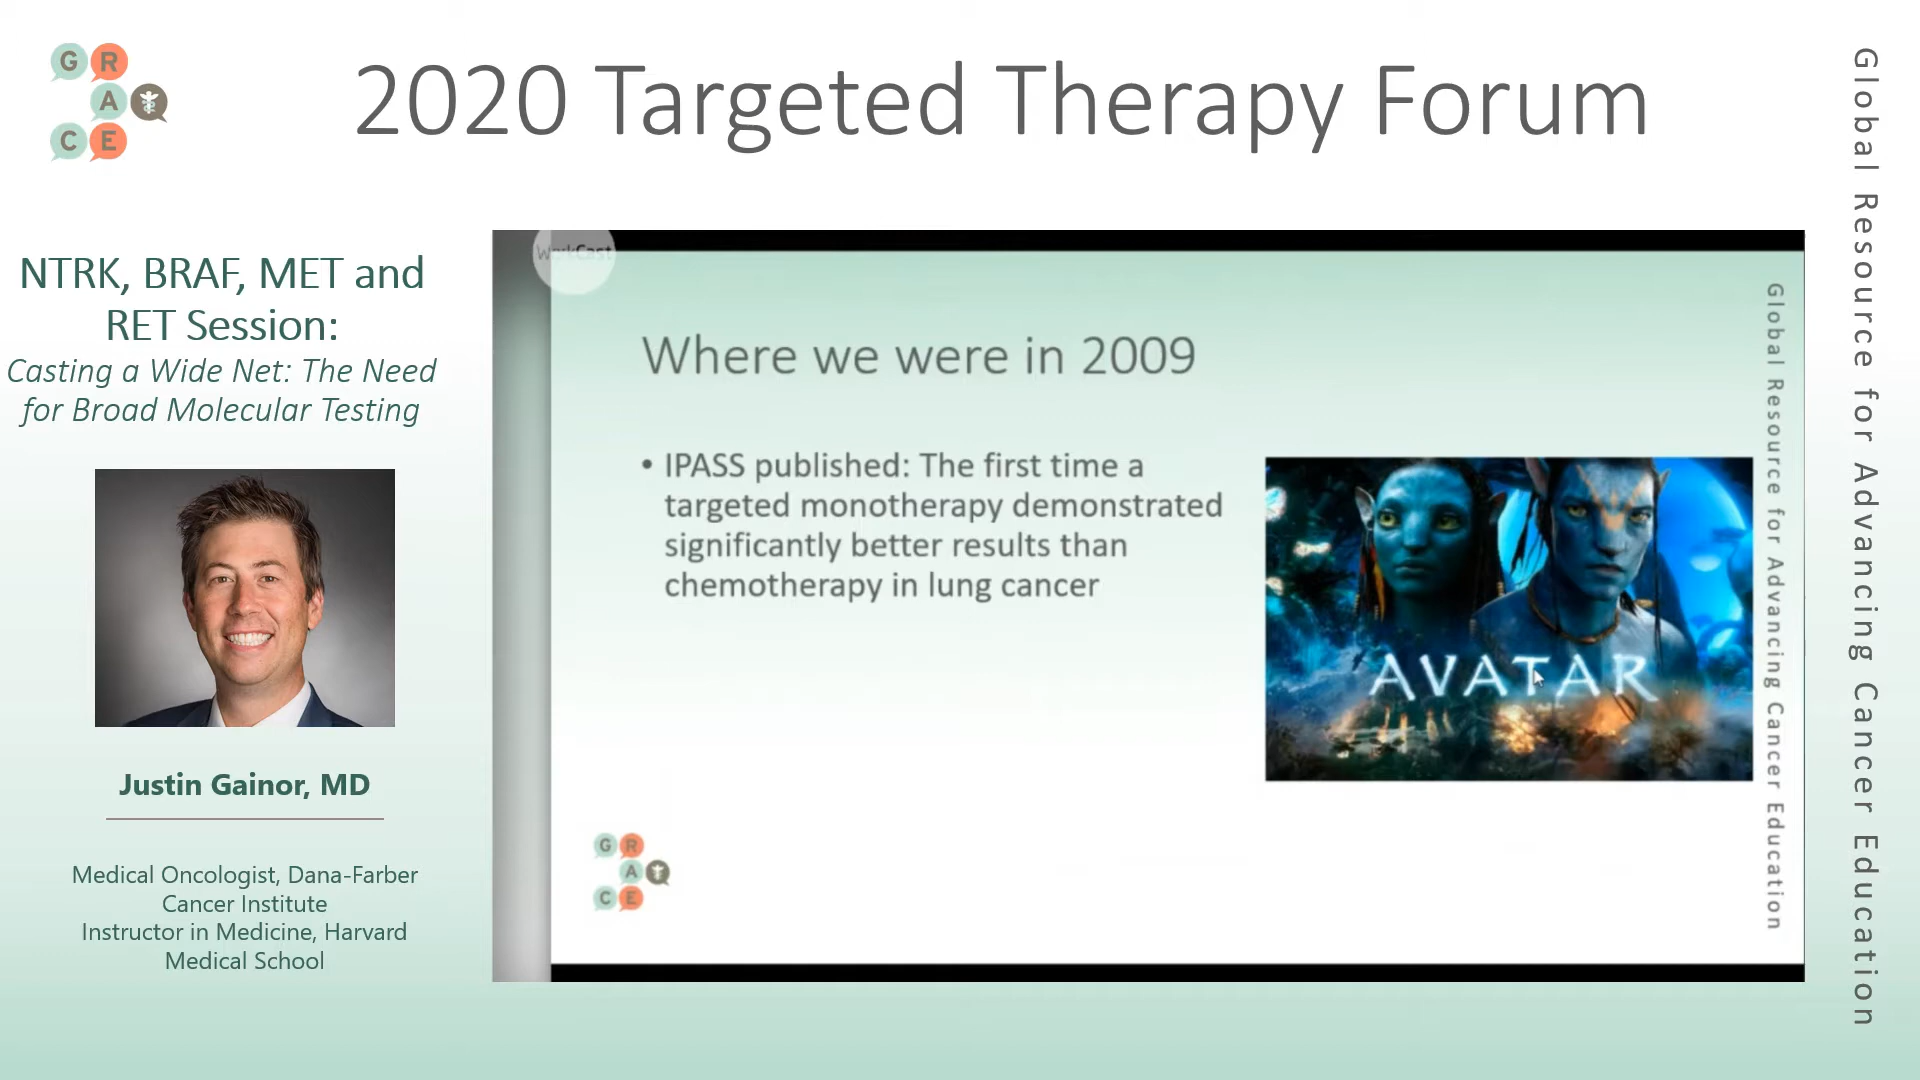 G R
A
C E
2020 Targeted Therapy Forum
NTRK, BRAF, MET and
RET Session:
Casting a Wide Net: The Need
for Broad Molecular Testing
Justin Gainor, MD
Medical Oncologist, Dana-Farber
Cancer Institute
Instructor in Medicine, Harvard
Medical School
WorkCast
Where we were in 2009
• IPASS published: The first time a
targeted monotherapy demonstrated
significantly better results than
chemotherapy in lung cancer
AVATAR
G R
A
C E
Global Resource for Advancing Cancer Education
Global Resource for Advancing Cancer Education